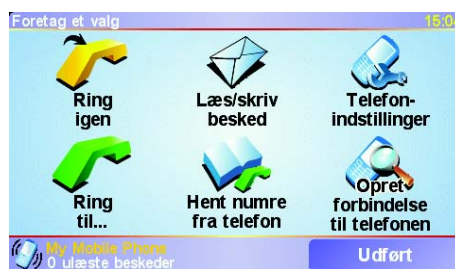 Foretag et valg
15:04
Ring
igen
Læs/skriv
besked
Telefon-
indstillinger
Ring
til...
Hent numre
fra telefon
Opret
forbindelse
til telefonen
My Mobile Phone
0 ulæste beskeder
Udført